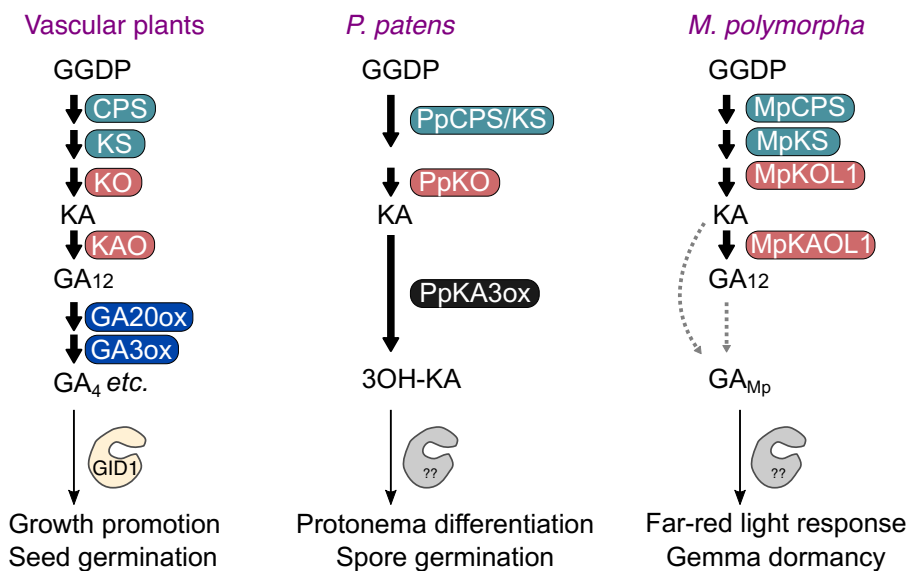 Vascular plants
GGDP
CPS
KS
KO
KA
KAO
GA12
GA20ox
GA3ox
GA4 etc.
GID1
Growth promotion
Seed germination
P. patens
GGDP
PpCPS/KS
PpKO
KA
PpKA3ox
3OH-KA
??
Protonema differentiation
Spore germination
M. polymorpha
GGDP
MpCPS
MpKS
MpKOL1
KA
MpKAOL1
GA12
GAMp
??
Far-red light response
Gemma dormancy